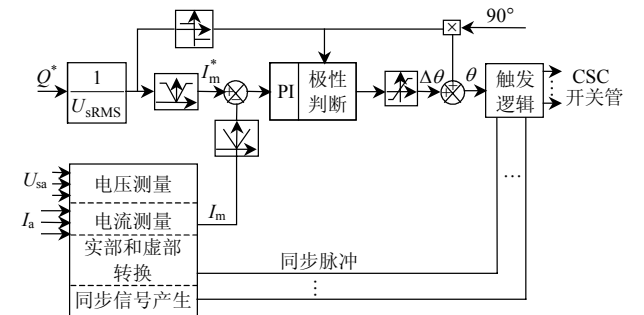 90°
Q*
1
UsRMS
I*m
PI
极性
判断
Δθ
θ
触发
逻辑
CSC
开关管
Usa
电压测量
Ia
电流测量
Im
实部和虚部
转换
同步脉冲
同步信号产生